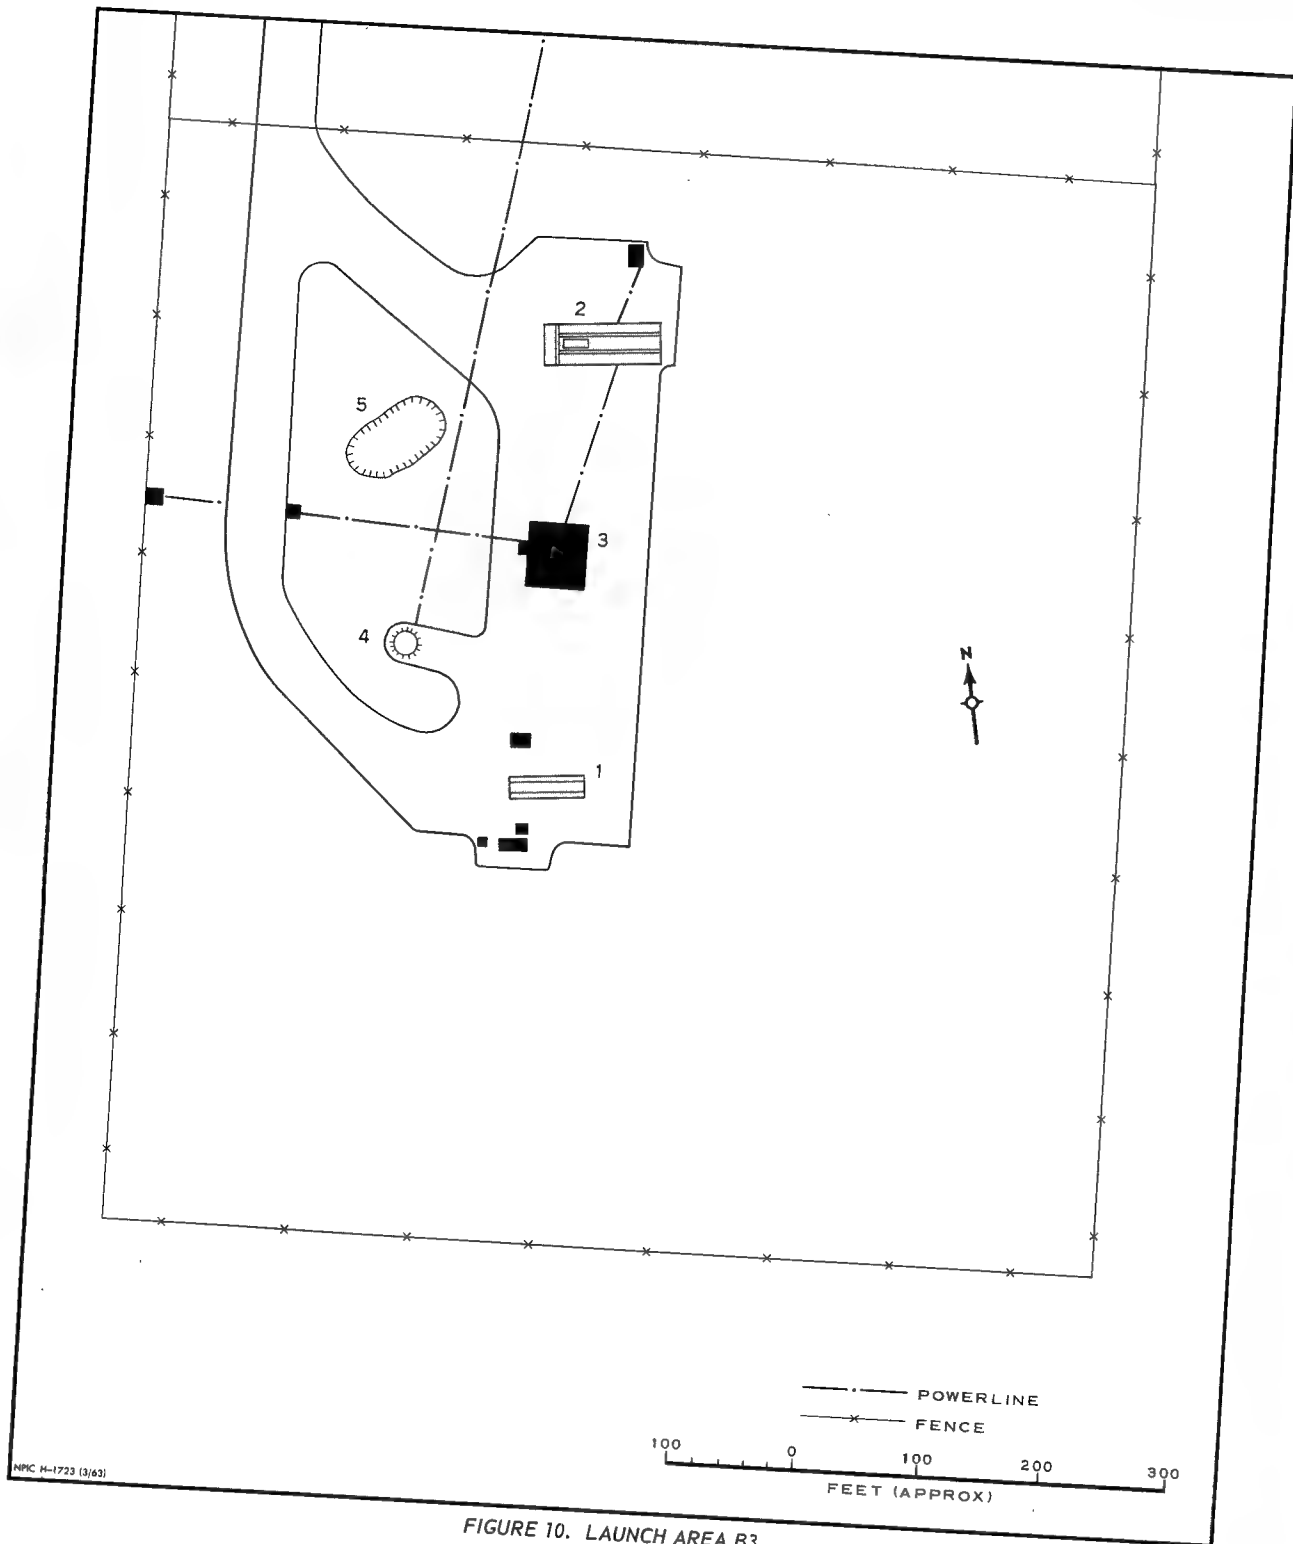 2
5
3
4
N
1
POWERLINE
FENCE
100 0 100 200 300
FEET (APPROX)
NPIC H-1723 (3/63)
FIGURE 10. LAUNCH AREA B3